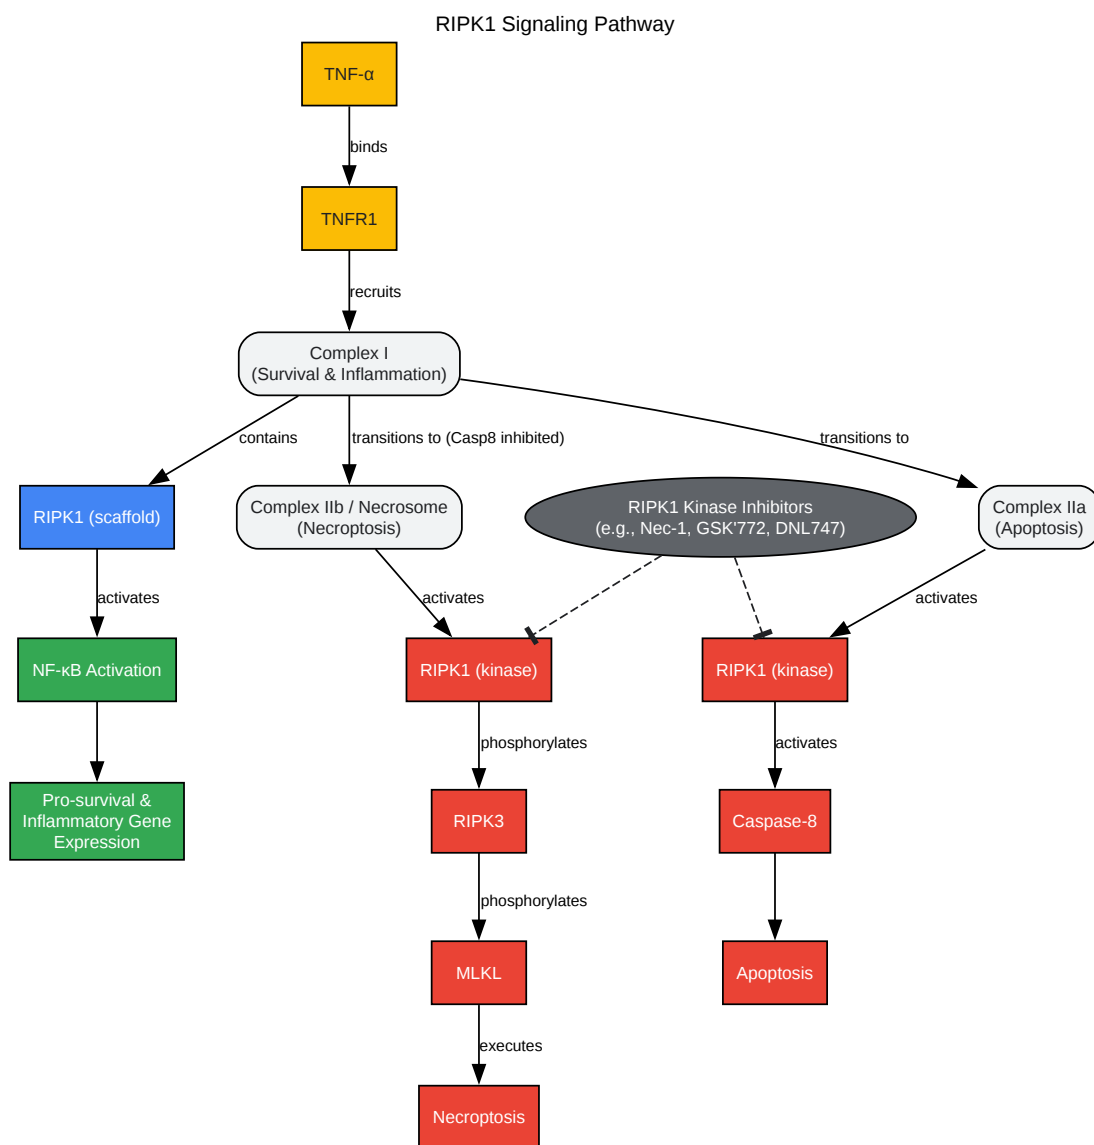 RIPK1 Signaling Pathway
TNF-α
binds
TNFR1
recruits
Complex I
(Survival & Inflammation)
contains
transitions to (Casp8 inhibited)
transitions to
RIPK1 (scaffold)
Complex IIb / Necrosome
(Necroptosis)
RIPK1 Kinase Inhibitors
(e.g., Nec-1, GSK'772, DNL747)
Complex IIa
(Apoptosis)
activates
activates
activates
NF-κB Activation
RIPK1 (kinase)
RIPK1 (kinase)
phosphorylates
activates
Pro-survival &
Inflammatory Gene
Expression
RIPK3
Caspase-8
phosphorylates
MLKL
Apoptosis
executes
Necroptosis